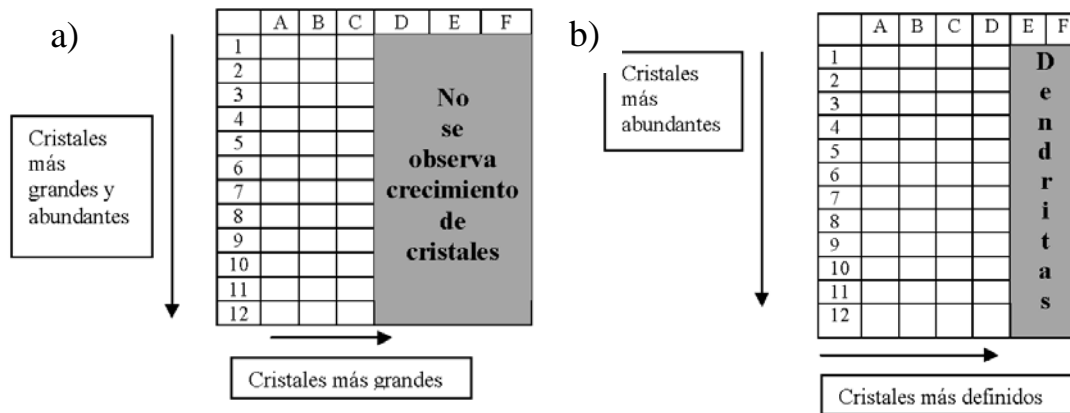 a)
A B C D E F
1
2
3
4
5
6
7
8
9
10
11
12
No
se
observa
crecimiento
de
cristales
Cristales
más
grandes y
abundantes
Cristales más grandes
b)
A B C D E F
1
2
3
4
5
6
7
8
9
10
11
12
D
e
n
d
r
i
t
a
s
Cristales
más
abundantes
Cristales más definidos